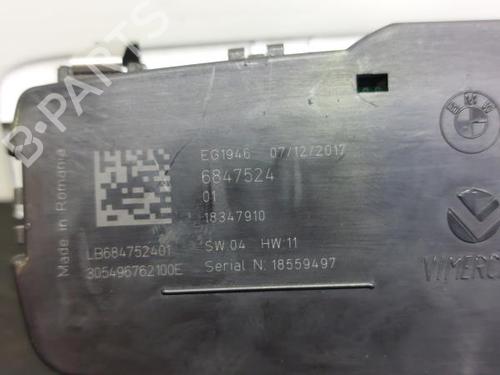 B-PARTS
BMW
EG1946 07/12/2017
6847524
01
18347910
Made in Romania
LB684752401
305496762100E
SW:04 HW:11
Serial N: 18559497
VIMERC